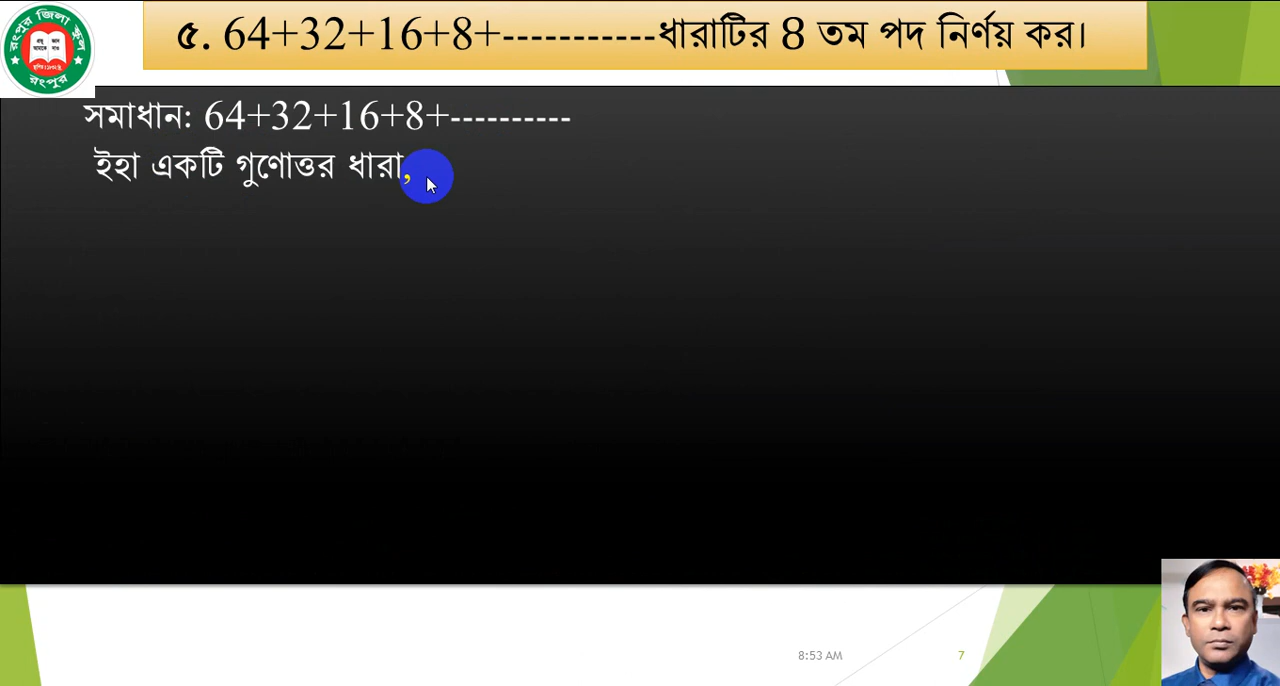 ৫. 64+32+16+8+-----------ধারাটির 8 তম পদ নির্ণয় কর।
রংপুর জিলা স্কুল
রংপুর
সমাধান: 64+32+16+8+----------
ইহা একটি গুণোত্তর ধারা,
8:53 AM
7